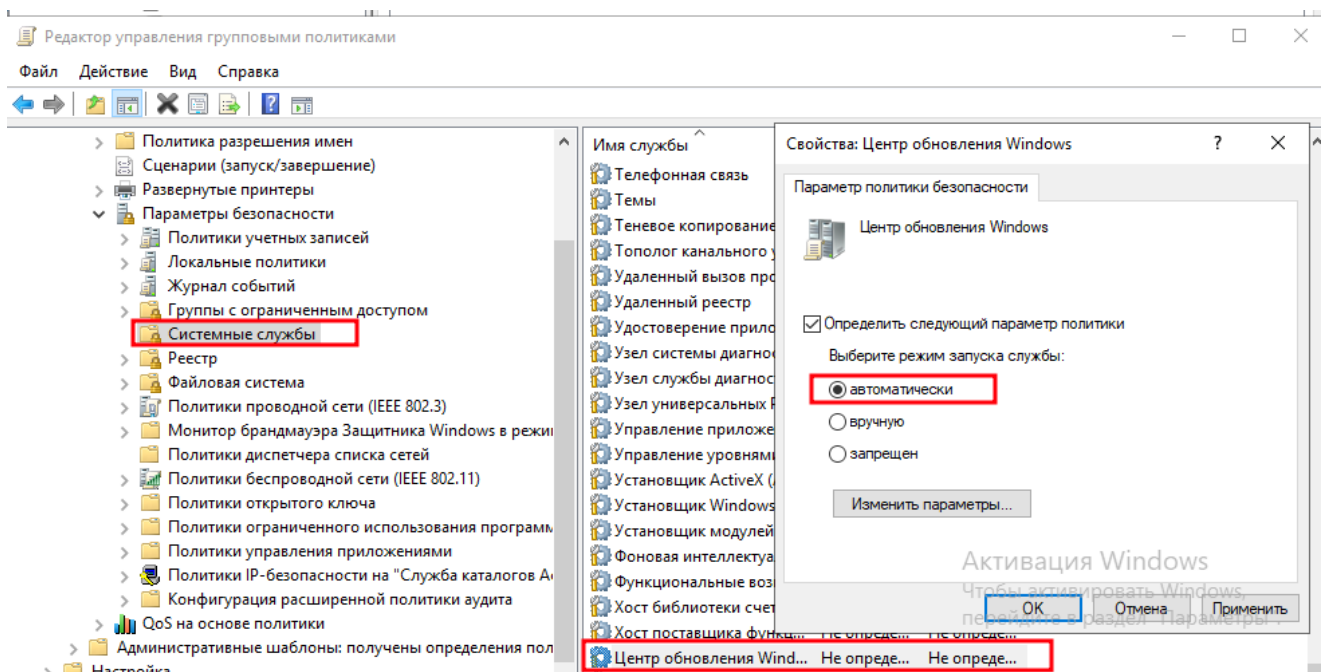 Редактор управления групповыми политиками
Файл Действие Вид Справка
Политика разрешения имен
Сценарии (запуск/завершение)
Развернутые принтеры
Параметры безопасности
Политики учетных записей
Локальные политики
Журнал событий
Группы с ограниченным доступом
Системные службы
Реестр
Файловая система
Политики проводной сети (IEEE 802.3)
Монитор брандмауэра Защитника Windows в
Политики диспетчера списка сетей
Политики беспроводной сети (IEEE 802.11)
Политики открытого ключа
Политики ограниченного использования
Политики управления приложениями
Политики IP-безопасности на "Служба каталогов
Конфигурация расширенной политики аудита
QoS на основе политики
Административные шаблоны: получены определения пол
Настройка
Имя службы
Телефонная связь
Темы
Теневое копирование
Тополог канального
Удаленный вызов про
Удаленный реестр
Удостоверение прило
Узел системы диагно
Узел службы диагнос
Узел универсальных
Управление приложе
Управление уровням
Установщик ActiveX (
Установщик Windows
Установщик модулей
Фоновая интеллектуа
Функциональные воз
Хост библиотеки счет
Хост поставщика функц... Не опреде... Не опреде...
Центр обновления Wind... Не опреде... Не опреде...
Свойства: Центр обновления Windows
Параметр политики безопасности
Центр обновления Windows
Определить следующий параметр политики
Выберите режим запуска службы:
автоматически
вручную
запрещен
Изменить параметры...
Активация Windows
Чтобы активировать Windows,
перейдите в раздел "Параметры".
OK Отмена Применить